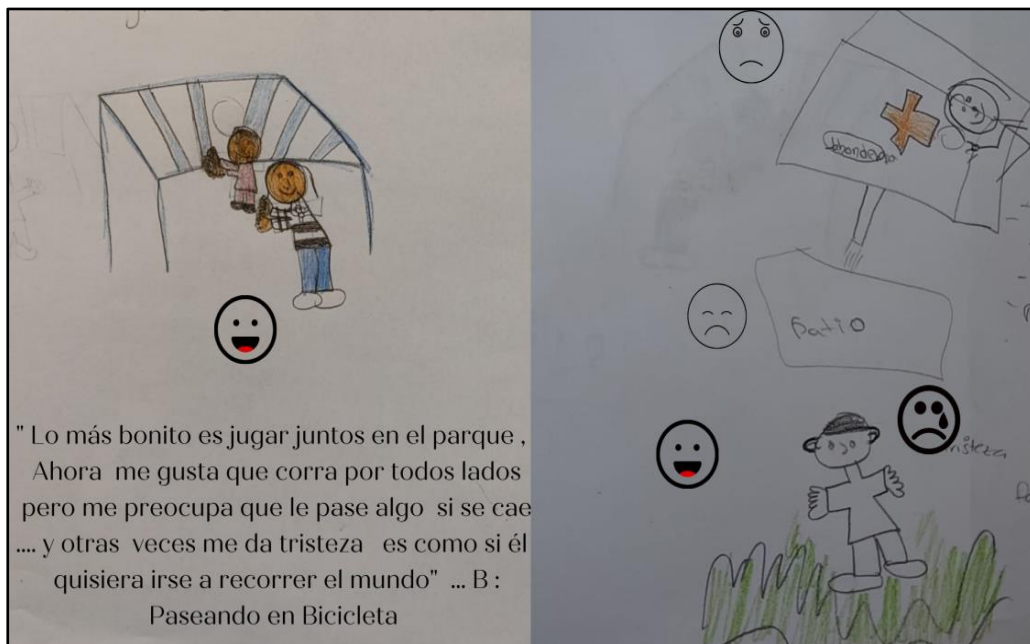 " Lo más bonito es jugar juntos en el parque ,
Ahora me gusta que corra por todos lados
pero me preocupa que le pase algo si se cae
.... y otras veces me da tristeza es como si él
quisiera irse a recorrer el mundo" ... B :
Paseando en Bicicleta
Patio